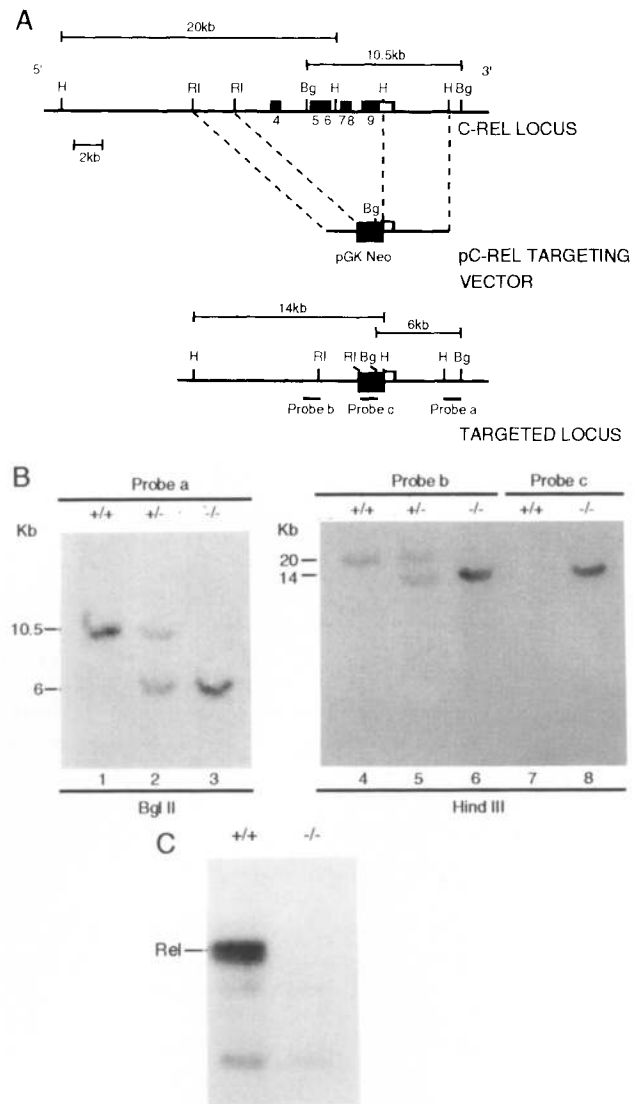 A
20kb
10.5kb
5' 3'
H RI RI Bg H H H Bg
4 5 6 7 8 9
C-REL LOCUS
2kb
Bg
pGK Neo
pC-REL TARGETING
VECTOR
14kb
6kb
H RI RI Bg H H Bg
Probe b Probe c Probe a
TARGETED LOCUS
B
Probe a
+/+ +/- -/-
Kb
10.5
6
1 2 3
Bgl II
Probe b Probe c
+/+ +/- -/- +/+ -/-
Kb
20
14
4 5 6 7 8
Hind III
C
+/+ -/-
Rel